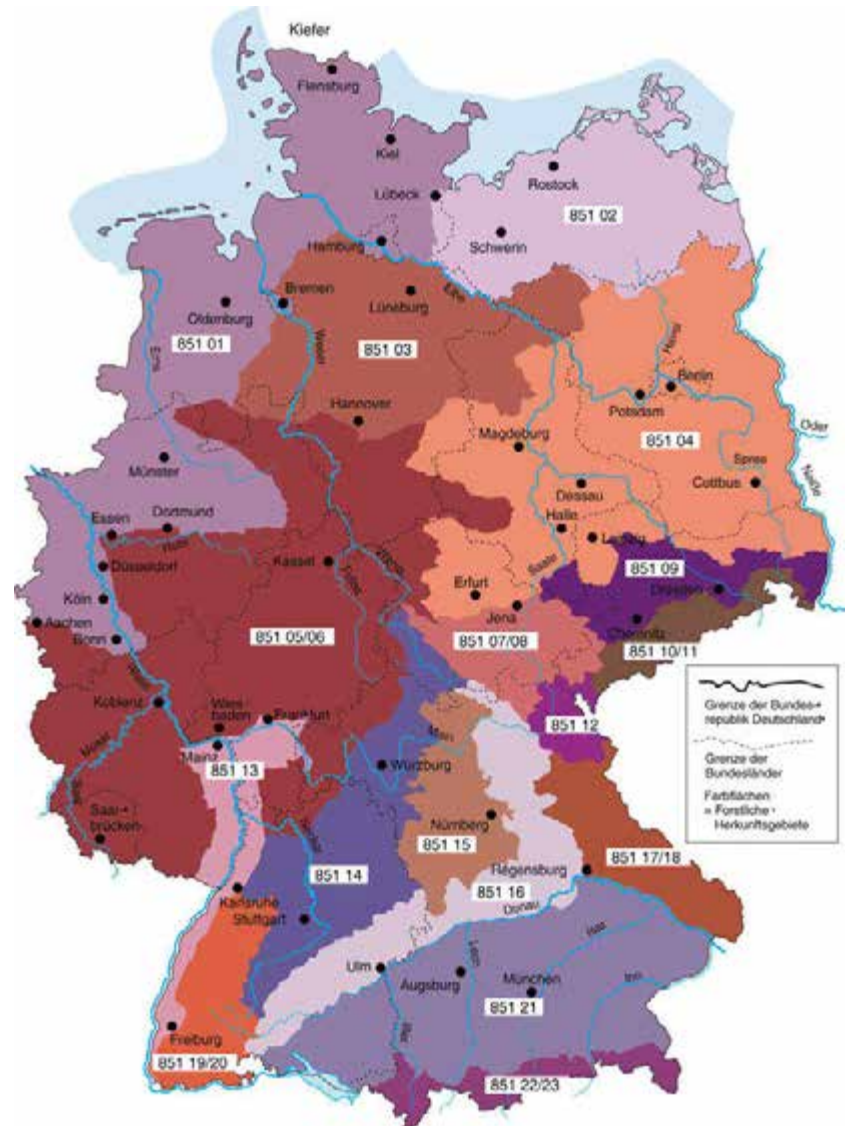 Kiefer
Flensburg
Kiel
Rostock
Lübeck
851 02
Schwerin
Hamburg
Elbe
Bremen
Lüneburg
Oldenburg
851 01
Ems
Weser
851 03
Havel
Berlin
Hannover
Potsdam
Oder
Magdeburg
851 04
Münster
Spree
Cottbus
Neiße
Dessau
Dortmund
Essen
Halle
Ruhr
Leipzig
Düsseldorf
Kassel
Fulda
Werra
Saale
851 09
Erfurt
Dresden
Köln
Jena
Aachen
Chemnitz
Bonn
851 05/06
851 07/08
851 10/11
Rhein
Koblenz
Wies-
baden
Frankfurt
851 12
Mosel
Main
Mainz
851 13
Würzburg
Saar
Saar-
brücken
Nürnberg
Neckar
851 15
851 14
Regensburg
851 17/18
851 16
Karlsruhe
Donau
Stuttgart
Isar
Lech
Ulm
Inn
Augsburg
München
851 21
Iller
Freiburg
851 19/20
851 22/23
Grenze der Bundes-
republik Deutschland
Grenze der
Bundesländer
Farbflächen
= Forstliche
Herkunftsgebiete